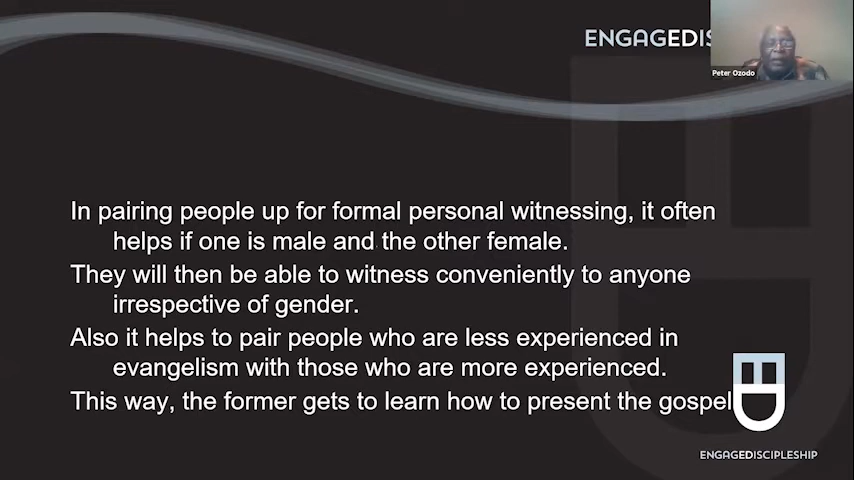 ENGAGEDIS
Peter Ozodo
In pairing people up for formal personal witnessing, it often
helps if one is male and the other female.
They will then be able to witness conveniently to anyone
irrespective of gender.
Also it helps to pair people who are less experienced in
evangelism with those who are more experienced.
This way, the former gets to learn how to present the gospel
ENGAGEDISCIPLESHIP